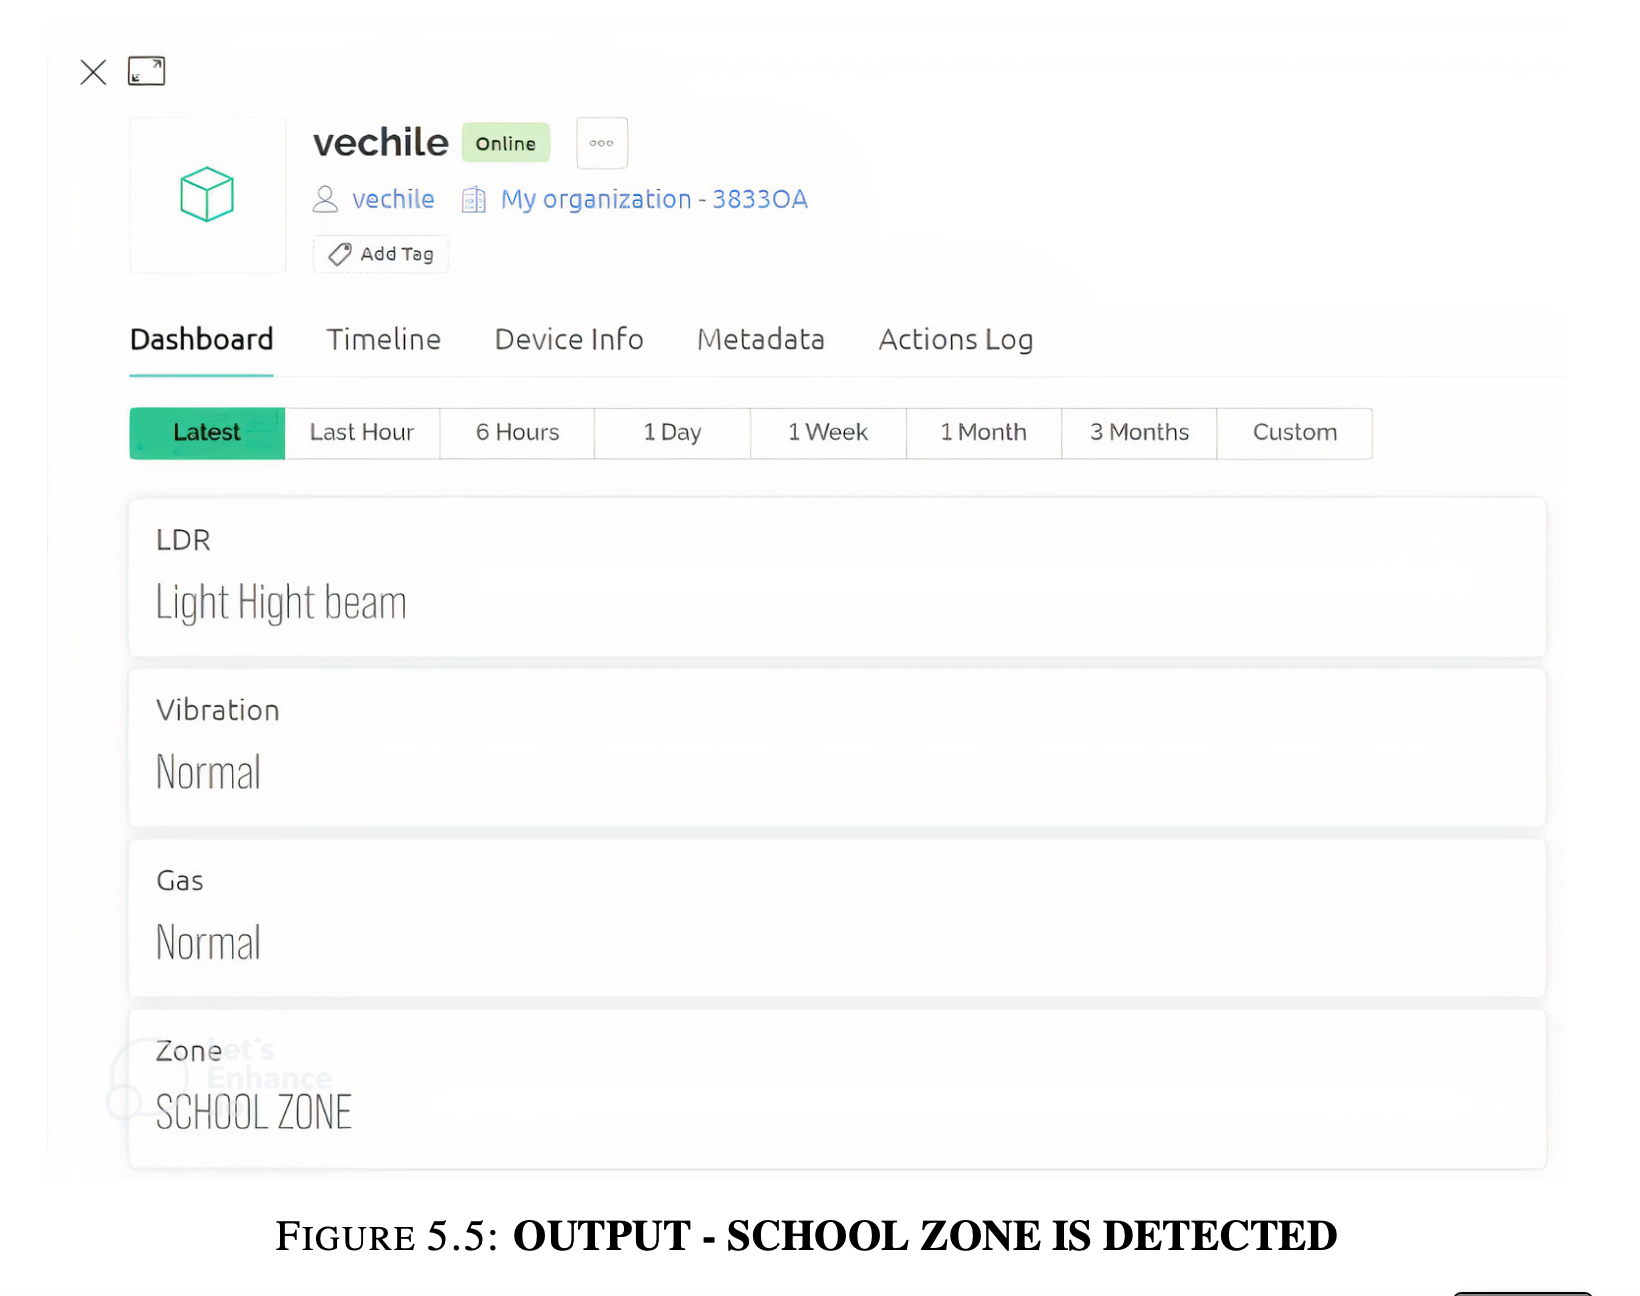 vechile Online
vechile My organization - 3833OA
Add Tag
Dashboard Timeline Device Info Metadata Actions Log
Latest Last Hour 6 Hours 1 Day 1 Week 1 Month 3 Months Custom
LDR
Light Hight beam
Vibration
Normal
Gas
Normal
Zone
Let's
Enhance
SCHOOL ZONE
FIGURE 5.5: OUTPUT - SCHOOL ZONE IS DETECTED